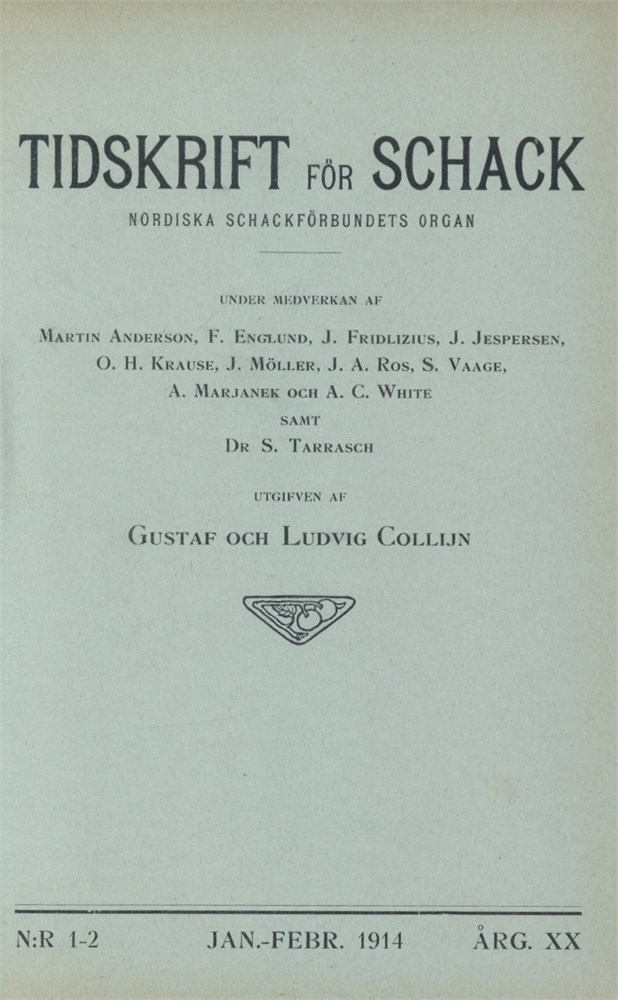 TIDSKRIFT FÖR SCHACK
NORDISKA SCHACKFÖRBUNDETS ORGAN
UNDER MEDVERKAN AF
MARTIN ANDERSON, F. ENGLUND, J. FRIDLIZIUS, J. JESPERSEN,
O. H. KRAUSE, J. MÖLLER, J. A. ROS, S. VAAGE,
A. MARJANEK OCH A. C. WHITE
SAMT
DR S. TARRASCH
UTGIFVEN AF
GUSTAF OCH LUDVIG COLLIJN
N:R 1-2 JAN.-FEBR. 1914 ÅRG. XX